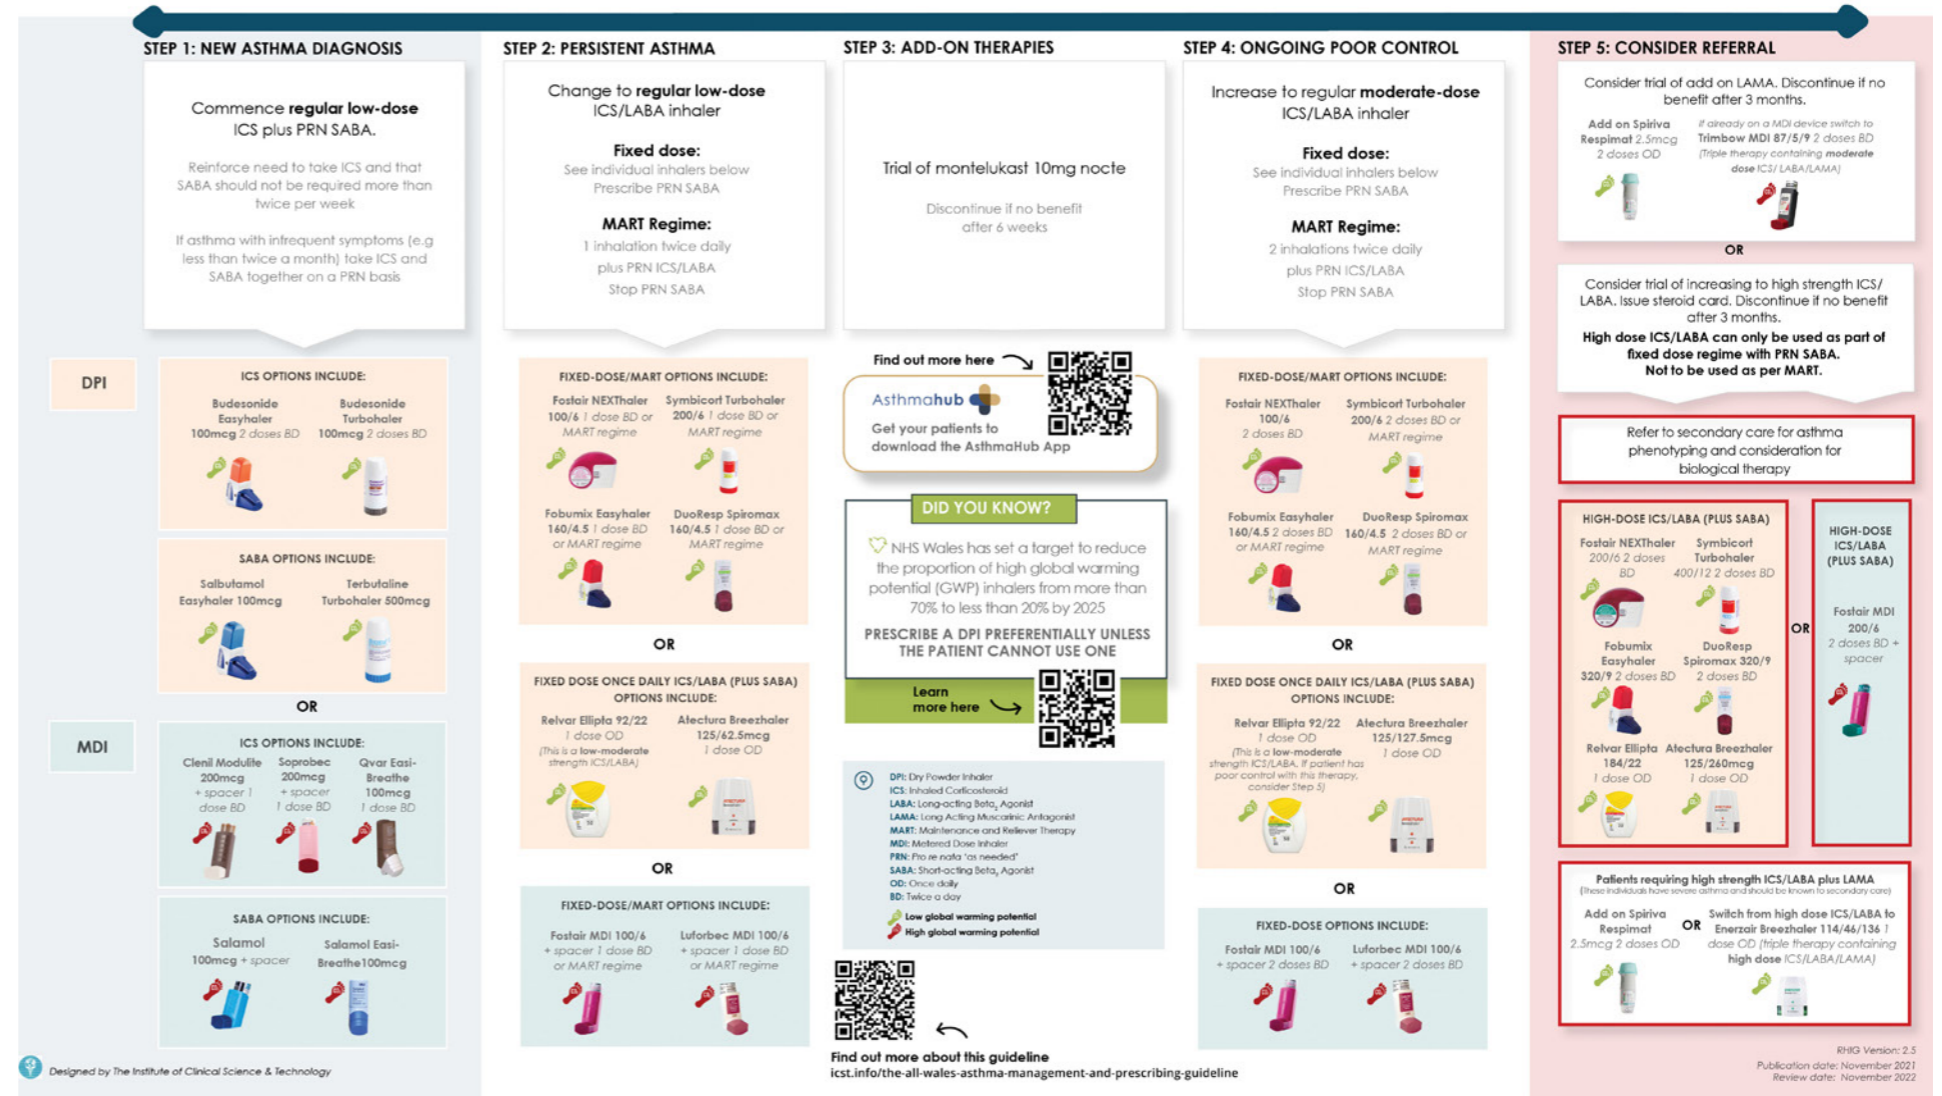 STEP 1: NEW ASTHMA DIAGNOSIS
Commence regular low-dose
ICS plus PRN SABA.
Reinforce need to take ICS and that
SABA should not be required more than
twice per week
If asthma with infrequent symptoms (e.g
less than twice a month) take ICS and
SABA together on a PRN basis
DPI
ICS OPTIONS INCLUDE:
Budesonide
Easyhaler
100mcg 2 doses BD
Budesonide
Turbohaler
100mcg 2 doses BD
SABA OPTIONS INCLUDE:
Salbutamol
Easyhaler 100mcg
Terbutaline
Turbohaler 500mcg
OR
MDI
ICS OPTIONS INCLUDE:
Clenil Modulite
200mcg
+ spacer 1
dose BD
Soprobec
200mcg
+ spacer
1 dose BD
Qvar Easi-
Breathe
100mcg
1 dose BD
SABA OPTIONS INCLUDE:
Salamol
100mcg + spacer
Salamol Easi-
Breathe100mcg
Designed by The Institute of Clinical Science & Technology
STEP 2: PERSISTENT ASTHMA
Change to regular low-dose
ICS/LABA inhaler
Fixed dose:
See individual inhalers below
Prescribe PRN SABA
MART Regime:
1 inhalation twice daily
plus PRN ICS/LABA
Stop PRN SABA
FIXED-DOSE/MART OPTIONS INCLUDE:
Fostair NEXThaler
100/6 1 dose BD or
MART regime
Symbicort Turbohaler
200/6 1 dose BD or
MART regime
Fobumix Easyhaler
160/4.5 1 dose BD
or MART regime
DuoResp Spiromax
160/4.5 1 dose BD or
MART regime
OR
FIXED DOSE ONCE DAILY ICS/LABA (PLUS SABA)
OPTIONS INCLUDE:
Relvar Ellipta 92/22
1 dose OD
(This is a low-moderate
strength ICS/LABA)
Atectura Breezhaler
125/62.5mcg
1 dose OD
OR
FIXED-DOSE/MART OPTIONS INCLUDE:
Fostair MDI 100/6
+ spacer 1 dose BD
or MART regime
Luforbec MDI 100/6
+ spacer 1 dose BD
or MART regime
STEP 3: ADD-ON THERAPIES
Trial of montelukast 10mg nocte
Discontinue if no benefit
after 6 weeks
Find out more here
Asthmahub
Get your patients to
download the AsthmaHub App
DID YOU KNOW?
NHS Wales has set a target to reduce
the proportion of high global warming
potential (GWP) inhalers from more than
70% to less than 20% by 2025
PRESCRIBE A DPI PREFERENTIALLY UNLESS
THE PATIENT CANNOT USE ONE
Learn
more here
DPI: Dry Powder Inhaler
ICS: Inhaled Corticosteroid
LABA: Long-acting Beta2 Agonist
LAMA: Long Acting Muscarinic Antagonist
MART: Maintenance and Reliever Therapy
MDI: Metered Dose Inhaler
PRN: Pro re nata "as needed"
SABA: Short-acting Beta2 Agonist
OD: Once daily
BD: Twice a day
Low global warming potential
High global warming potential
Find out more about this guideline
icst.info/the-all-wales-asthma-management-and-prescribing-guideline
STEP 4: ONGOING POOR CONTROL
Increase to regular moderate-dose
ICS/LABA inhaler
Fixed dose:
See individual inhalers below
Prescribe PRN SABA
MART Regime:
2 inhalations twice daily
plus PRN ICS/LABA
Stop PRN SABA
FIXED-DOSE/MART OPTIONS INCLUDE:
Fostair NEXThaler
100/6
2 doses BD
Symbicort Turbohaler
200/6 2 doses BD or
MART regime
Fobumix Easyhaler
160/4.5 2 doses BD
or MART regime
DuoResp Spiromax
160/4.5 2 doses BD or
MART regime
OR
FIXED DOSE ONCE DAILY ICS/LABA (PLUS SABA)
OPTIONS INCLUDE:
Relvar Ellipta 92/22
1 dose OD
(This is a low-moderate
strength ICS/LABA. If patient has
poor control with this therapy,
consider Step 5)
Atectura Breezhaler
125/127.5mcg
1 dose OD
OR
FIXED-DOSE OPTIONS INCLUDE:
Fostair MDI 100/6
+ spacer 2 doses BD
Luforbec MDI 100/6
+ spacer 2 doses BD
STEP 5: CONSIDER REFERRAL
Consider trial of add on LAMA. Discontinue if no
benefit after 3 months.
Add on Spiriva
Respimat 2.5mcg
2 doses OD
If already on a MDI device switch to
Trimbow MDI 87/5/9 2 doses BD
(Triple therapy containing moderate
dose ICS/ LABA/LAMA)
OR
Consider trial of increasing to high strength ICS/
LABA. Issue steroid card. Discontinue if no benefit
after 3 months.
High dose ICS/LABA can only be used as part of
fixed dose regime with PRN SABA.
Not to be used as per MART.
Refer to secondary care for asthma
phenotyping and consideration for
biological therapy
HIGH-DOSE ICS/LABA (PLUS SABA)
Fostair NEXThaler
200/6 2 doses
BD
Symbicort
Turbohaler
400/12 2 doses BD
Fobumix
Easyhaler
320/9 2 doses BD
DuoResp
Spiromax 320/9
2 doses BD
Relvar Ellipta
184/22
1 dose OD
Atectura Breezhaler
125/260mcg
1 dose OD
OR
HIGH-DOSE
ICS/LABA
(PLUS SABA)
Fostair MDI
200/6
2 doses BD +
spacer
Patients requiring high strength ICS/LABA plus LAMA
(These individuals have severe asthma and should be known to secondary care)
Add on Spiriva
Respimat
2.5mcg 2 doses OD
OR
Switch from high dose ICS/LABA to
Enerzair Breezhaler 114/46/136 1
dose OD (triple therapy containing
high dose ICS/LABA/LAMA)
RHIG Version: 2.5
Publication date: November 2021
Review date: November 2022